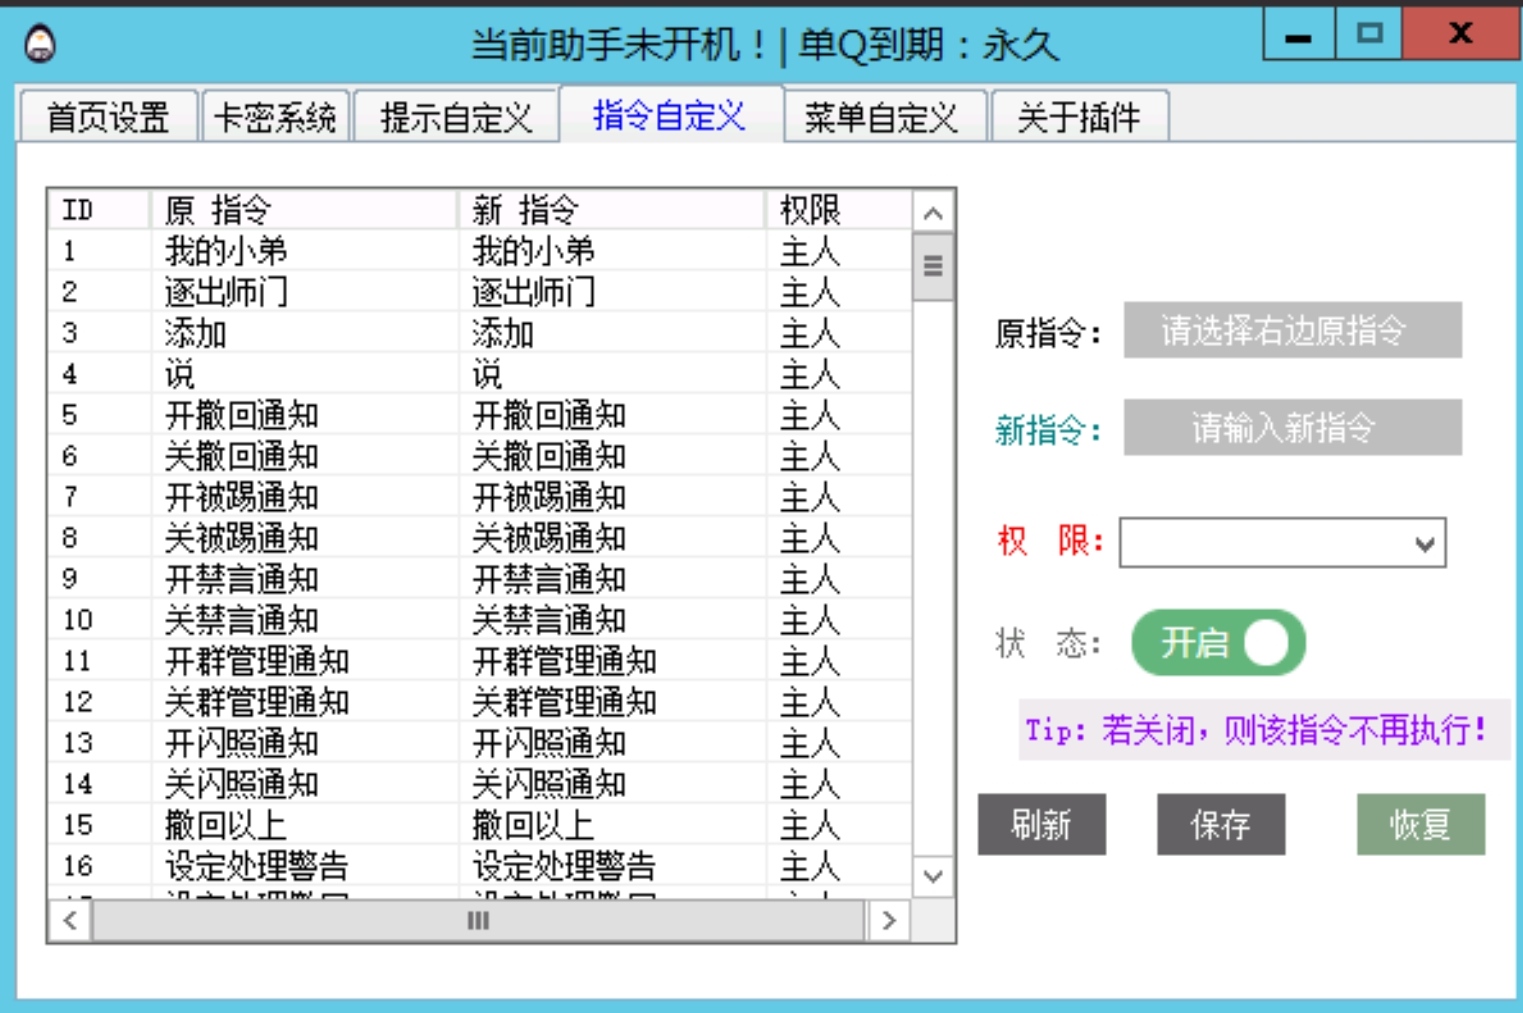 当前助手未开机！| 单Q到期：永久
首页设置 卡密系统 提示自定义 指令自定义 菜单自定义 关于插件
ID 原 指令 新 指令 权限
1 我的小弟 我的小弟 主人
2 逐出师门 逐出师门 主人
3 添加 添加 主人
4 说 说 主人
5 开撤回通知 开撤回通知 主人
6 关撤回通知 关撤回通知 主人
7 开被踢通知 开被踢通知 主人
8 关被踢通知 关被踢通知 主人
9 开禁言通知 开禁言通知 主人
10 关禁言通知 关禁言通知 主人
11 开群管理通知 开群管理通知 主人
12 关群管理通知 关群管理通知 主人
13 开闪照通知 开闪照通知 主人
14 关闪照通知 关闪照通知 主人
15 撤回以上 撤回以上 主人
16 设定处理警告 设定处理警告 主人
原指令: 请选择右边原指令
新指令: 请输入新指令
权 限:
状 态: 开启
Tip: 若关闭，则该指令不再执行!
刷新 保存 恢复